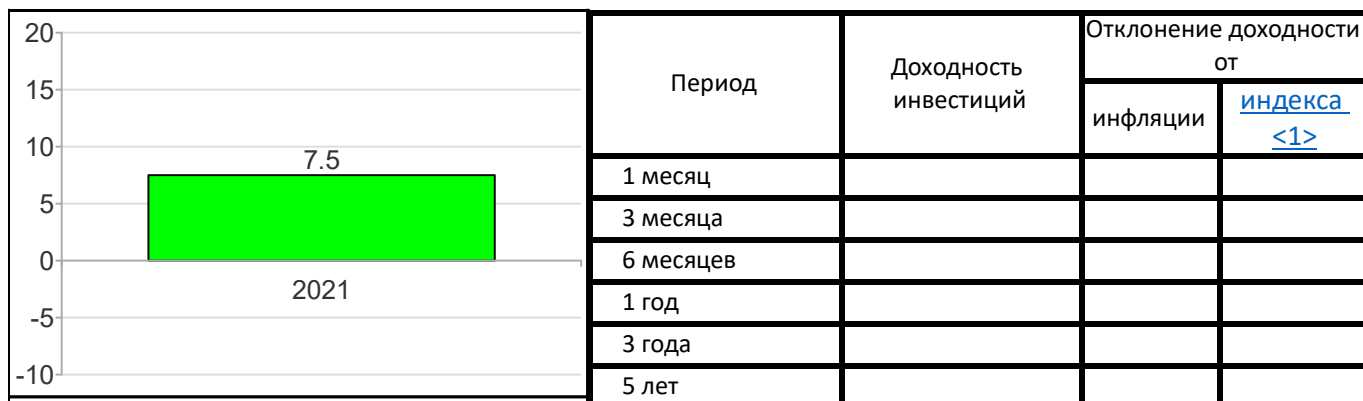 20
15
10
5
0
-5
-10
7.5
2021
Период
Доходность
инвестиций
Отклонение доходности
от
инфляции
индекса
<1>
1 месяц
3 месяца
6 месяцев
1 год
3 года
5 лет